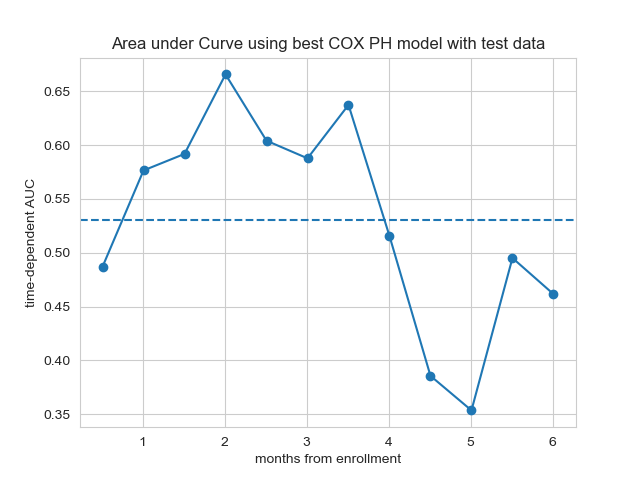 Area under Curve using best COX PH model with test data
time-dependent AUC
0.65
0.60
0.55
0.50
0.45
0.40
0.35
1 2 3 4 5 6
months from enrollment